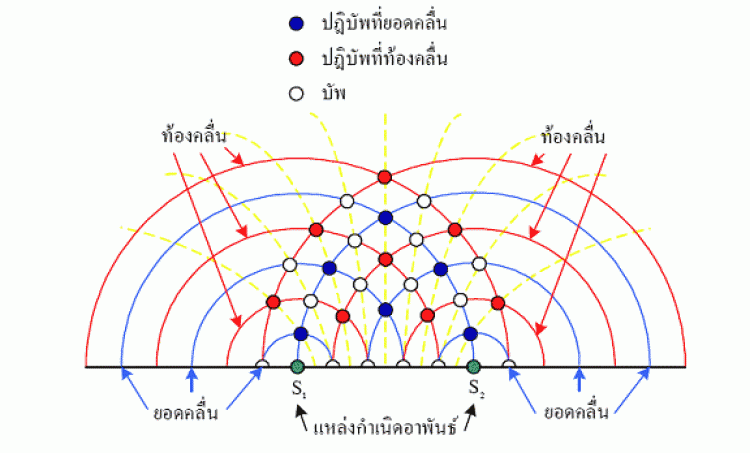 ปฎิบัพที่ยอดคลื่น
ปฎิบัพที่ท้องคลื่น
บัพ
ท้องคลื่น
ท้องคลื่น
S₁
S₂
ยอดคลื่น
แหล่งกำเนิดอาพันธ์
ยอดคลื่น